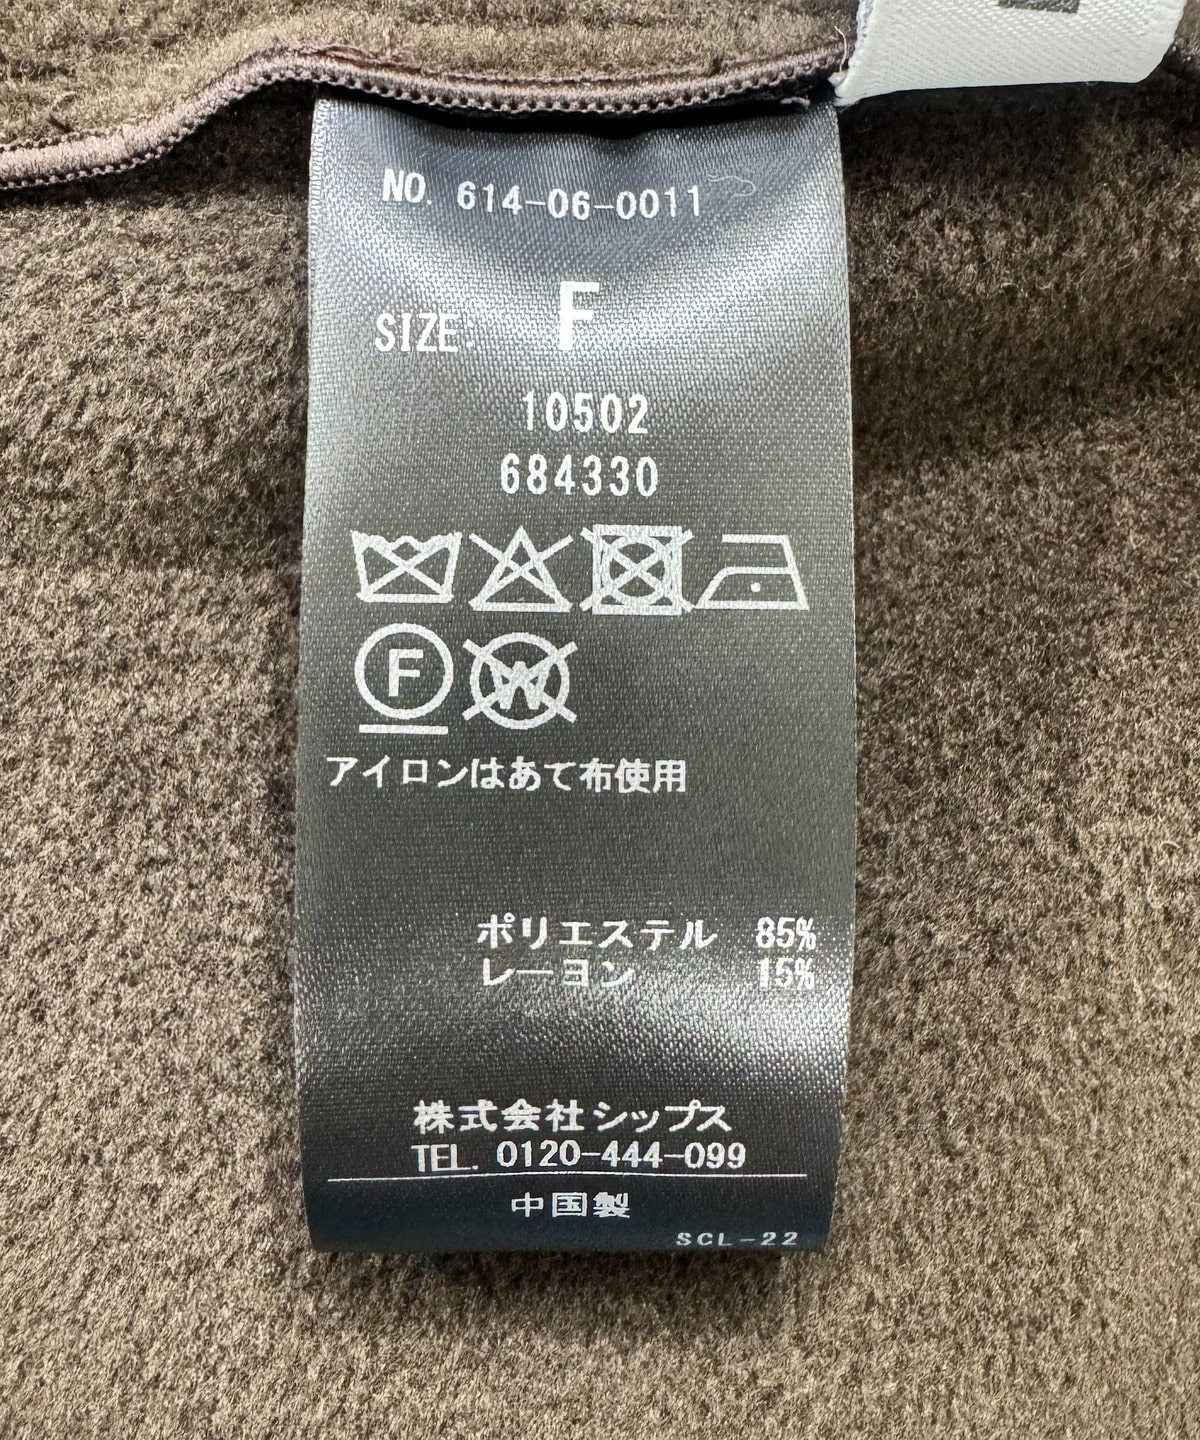 NO. 614-06-0011
SIZE: F
10502
684330
F W
アイロンはあて布使用
ポリエステル 85%
レーヨン 15%
株式会社シップス
TEL. 0120-444-099
中国製
SCL-22